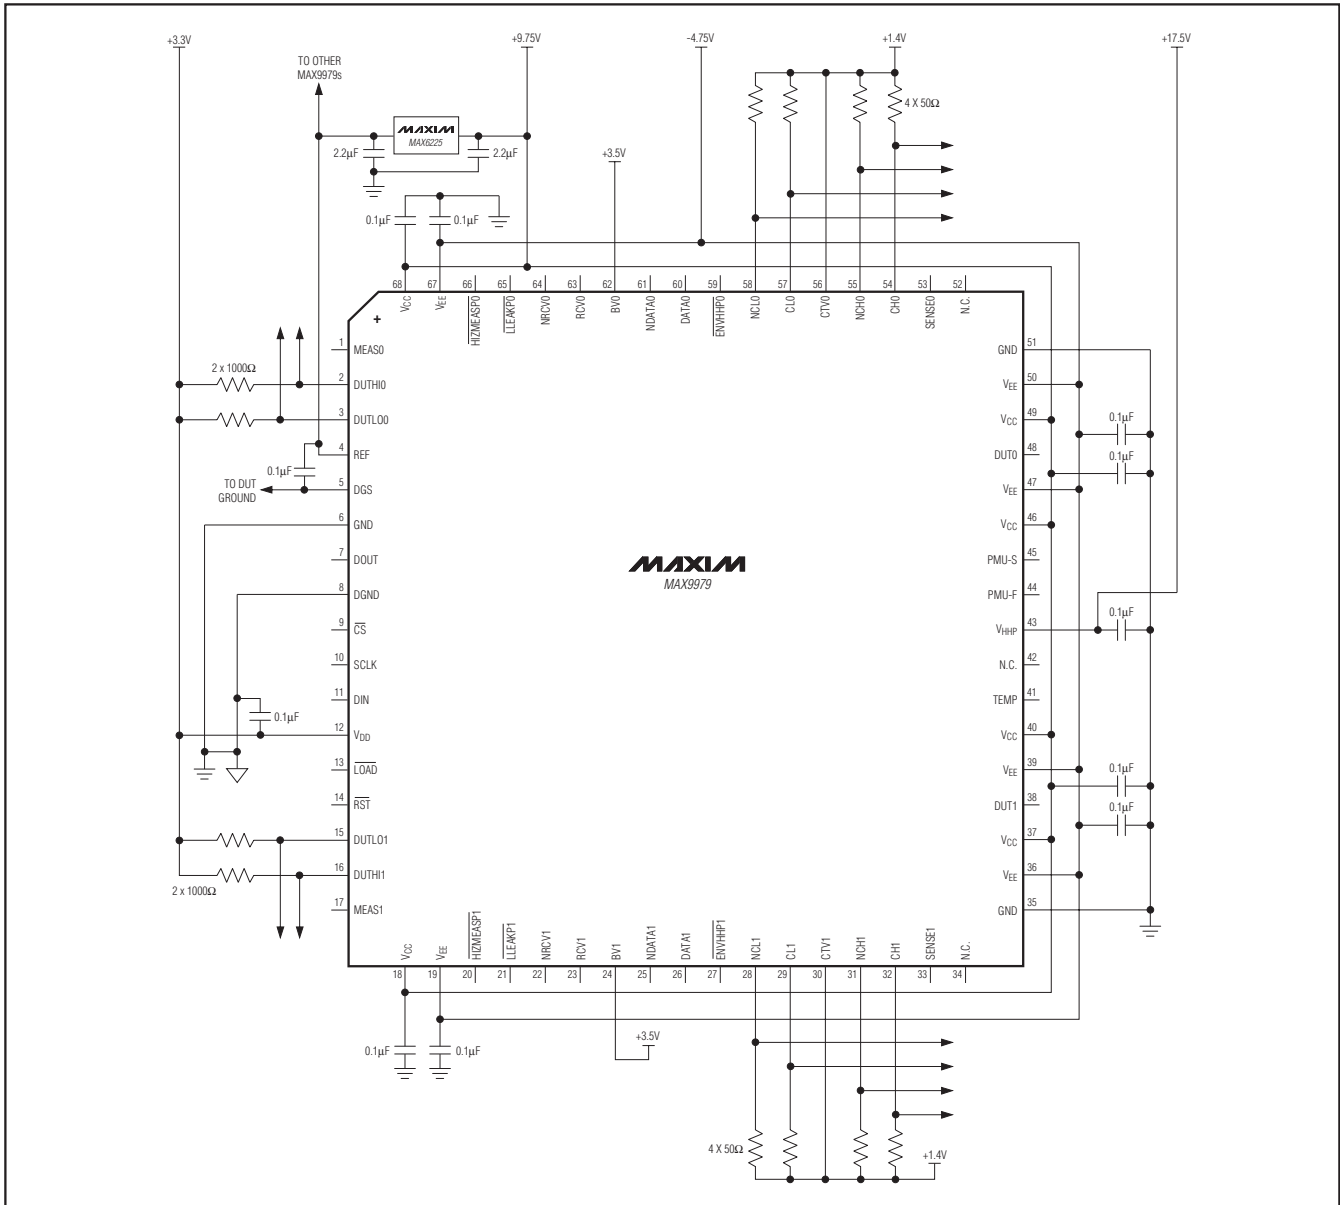 +3.3V
+9.75V
-4.75V
+1.4V
+17.5V
TO OTHER
MAX9979s
MAXIM
MAX6225
2.2µF
2.2µF
4 X 50Ω
+3.5V
0.1µF
0.1µF
68 67 66 65 64 63 62 61 60 59 58 57 56 55 54 53 52
VCC
VEE
HIZMEASP0
LLEAKP0
NRCV0
RCV0
BV0
NDATA0
DATA0
ENVHHP0
NCL0
CL0
CTV0
NCH0
CH0
SENSE0
N.C.
+
1 MEAS0
2 x 1000Ω
2 DUTHI0
3 DUTLO0
4 REF
0.1µF
TO DUT
GROUND
5 DGS
6 GND
7 DOUT
8 DGND
9 CS
10 SCLK
11 DIN
0.1µF
12 VDD
13 LOAD
14 RST
15 DUTLO1
16 DUTHI1
2 x 1000Ω
17 MEAS1
MAXIM
MAX9979
GND 51
VEE 50
VCC 49
0.1µF
DUT0 48
0.1µF
VEE 47
VCC 46
PMU-S 45
PMU-F 44
0.1µF
VHHP 43
N.C. 42
TEMP 41
VCC 40
VEE 39
0.1µF
DUT1 38
0.1µF
VCC 37
VEE 36
GND 35
VCC
VEE
HIZMEASP1
LLEAKP1
NRCV1
RCV1
BV1
NDATA1
DATA1
ENVHHP1
NCL1
CL1
CTV1
NCH1
CH1
SENSE1
N.C.
18 19 20 21 22 23 24 25 26 27 28 29 30 31 32 33 34
0.1µF
0.1µF
+3.5V
4 X 50Ω
+1.4V